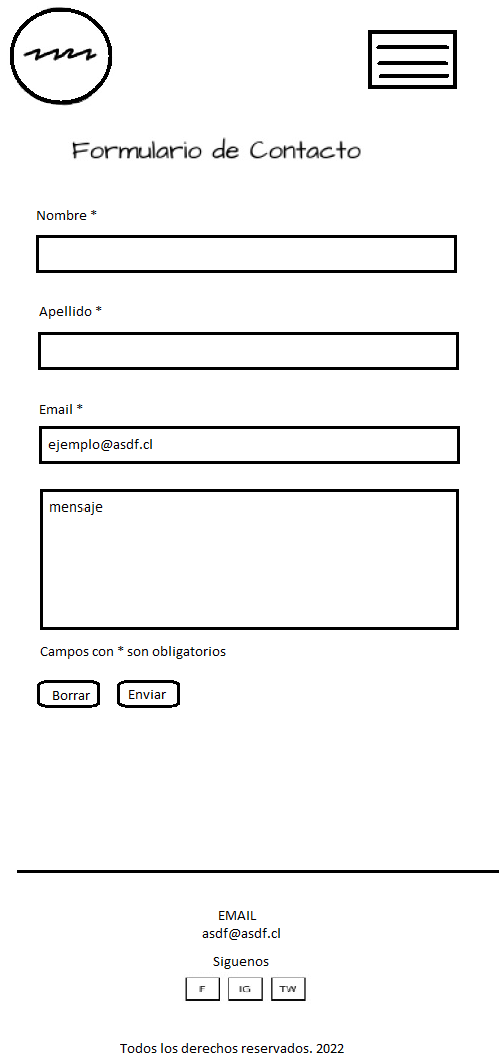 Formulario de Contacto
Nombre *
Apellido *
Email *
ejemplo@asdf.cl
mensaje
Campos con * son obligatorios
Borrar Enviar
EMAIL
asdf@asdf.cl
Siguenos
F IG TW
Todos los derechos reservados. 2022